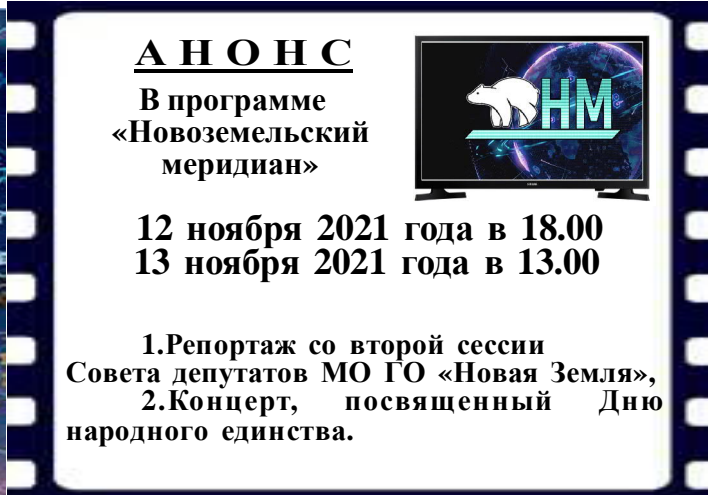 АНОНС
В программе
«Новоземельский
меридиан»
НМ
12 ноября 2021 года в 18.00
13 ноября 2021 года в 13.00
1.Репортаж со второй сессии
Совета депутатов МО ГО «Новая Земля»,
2.Концерт, посвященный Дню
народного единства.